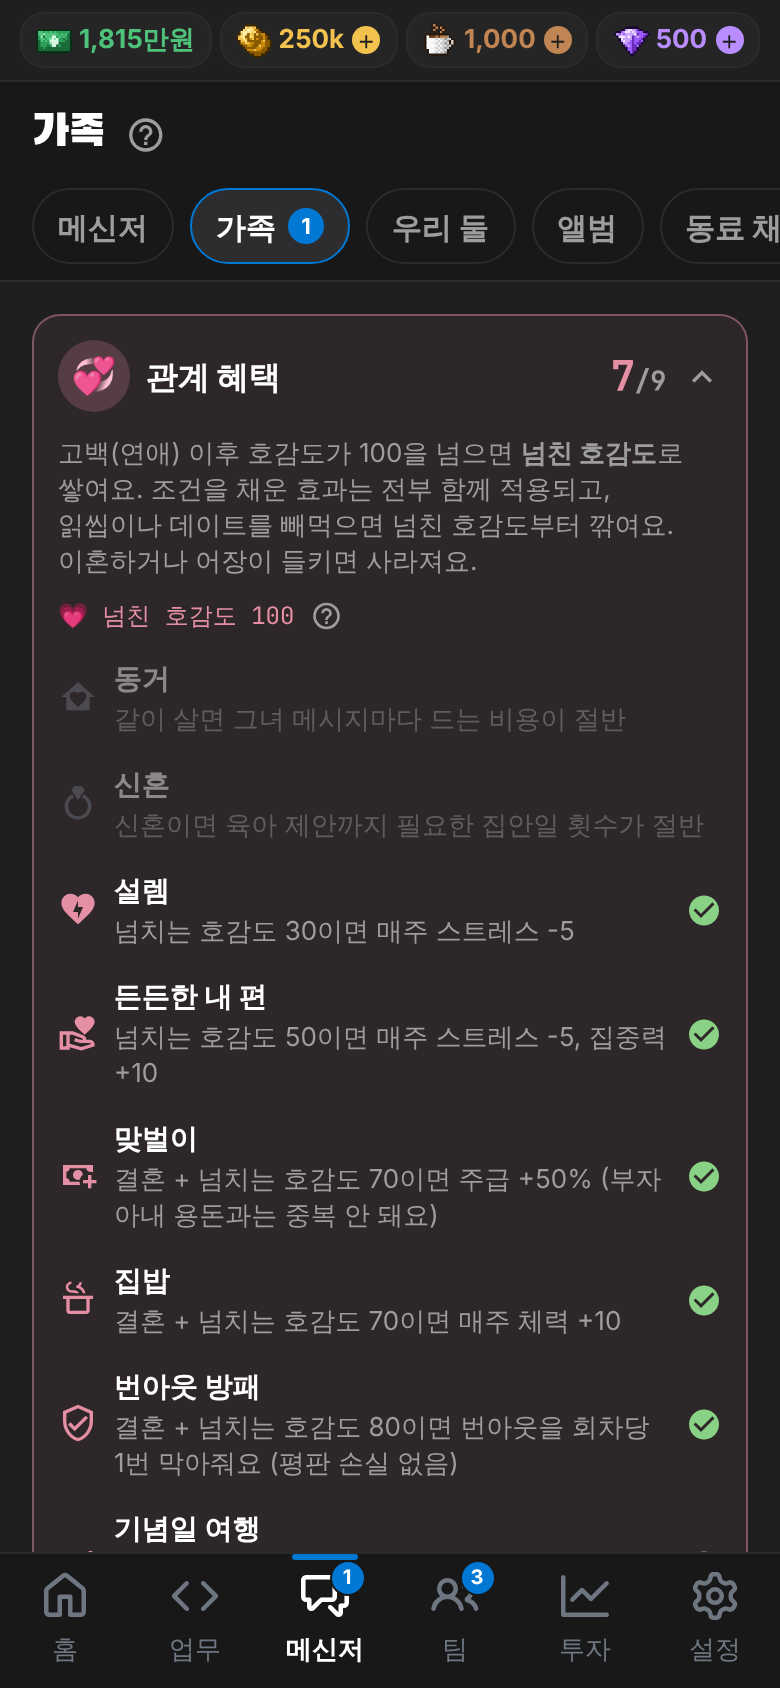 1,815만원 250k 1,000 500
가족
메신저 가족 1 우리 둘 앨범 동료 채
관계 혜택 7/9
고백(연애) 이후 호감도가 100을 넘으면 넘친 호감도로
쌓여요. 조건을 채운 효과는 전부 함께 적용되고,
읽씹이나 데이트를 빼먹으면 넘친 호감도부터 깎여요.
이혼하거나 어장이 들키면 사라져요.
넘친 호감도 100
동거
같이 살면 그녀 메시지마다 드는 비용이 절반
신혼
신혼이면 육아 제안까지 필요한 집안일 횟수가 절반
설렘
넘치는 호감도 30이면 매주 스트레스 -5
든든한 내 편
넘치는 호감도 50이면 매주 스트레스 -5, 집중력
+10
맞벌이
결혼 + 넘치는 호감도 70이면 주급 +50% (부자
아내 용돈과는 중복 안 돼요)
집밥
결혼 + 넘치는 호감도 70이면 매주 체력 +10
번아웃 방패
결혼 + 넘치는 호감도 80이면 번아웃을 회차당
1번 막아줘요 (평판 손실 없음)
기념일 여행
1 3
홈 업무 메신저 팀 투자 설정